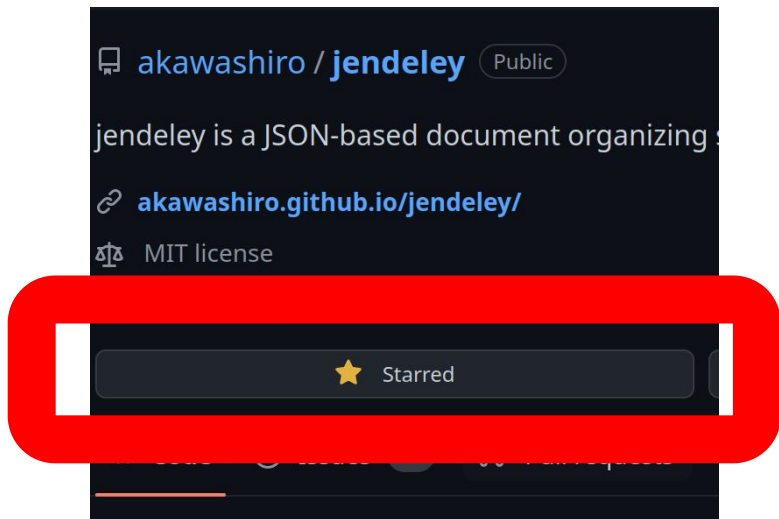 akawashiro / jendeley Public
jendeley is a JSON-based document organizing
akawashiro.github.io/jendeley/
MIT license
Starred